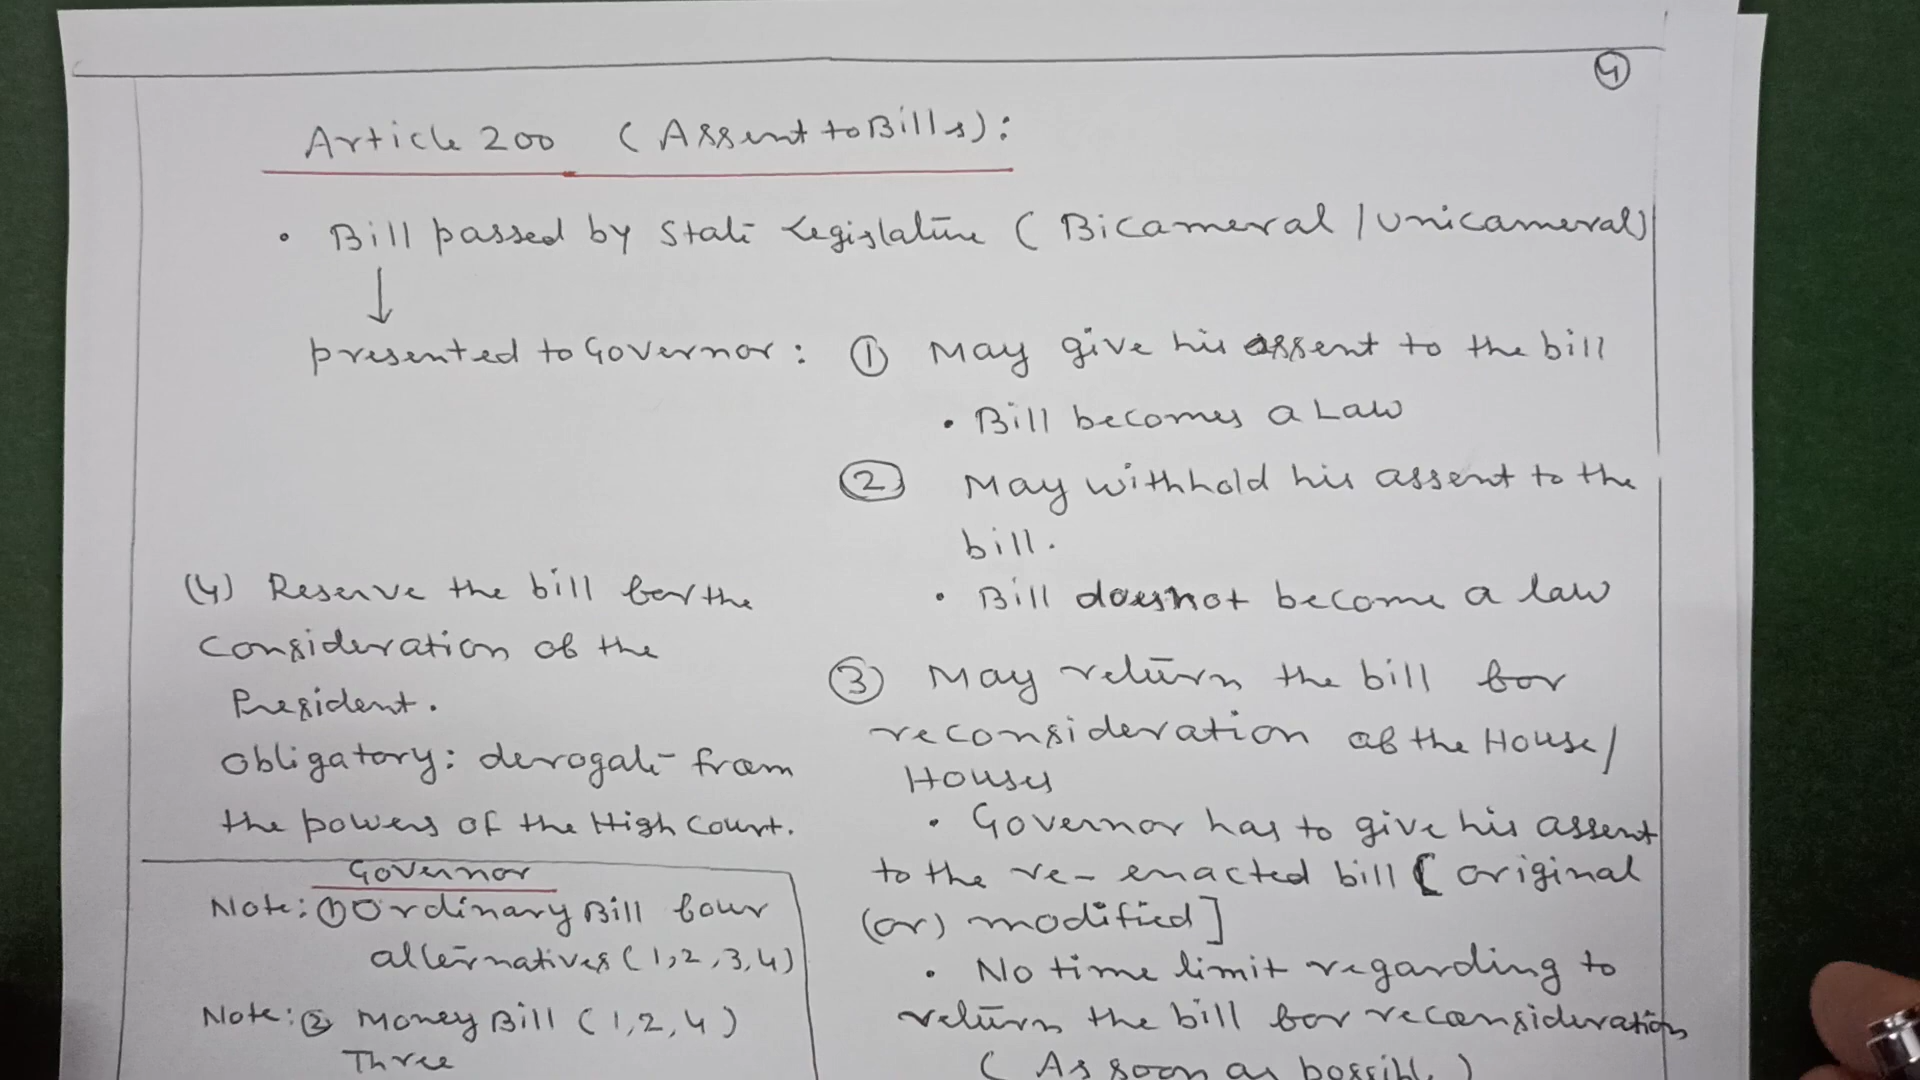 4
Article 200 (Assent to Bills):
• Bill passed by State Legislature (Bicameral / Unicameral)
↓
presented to Governor: ① May give his assent to the bill
• Bill becomes a Law
② May withhold his assent to the
bill.
• Bill does not become a law
③ May return the bill for
reconsideration of the House/
Houses
• Governor has to give his assent
to the re-enacted bill [original
(or) modified]
• No time limit regarding to
return the bill for reconsideration
(As soon as possible)
(4) Reserve the bill for the
consideration of the
President.
obligatory: derogate from
the powers of the High Court.
Governor
Note: ① Ordinary Bill four
alternatives (1,2,3,4)
Note: ② Money Bill (1,2,4)
Three